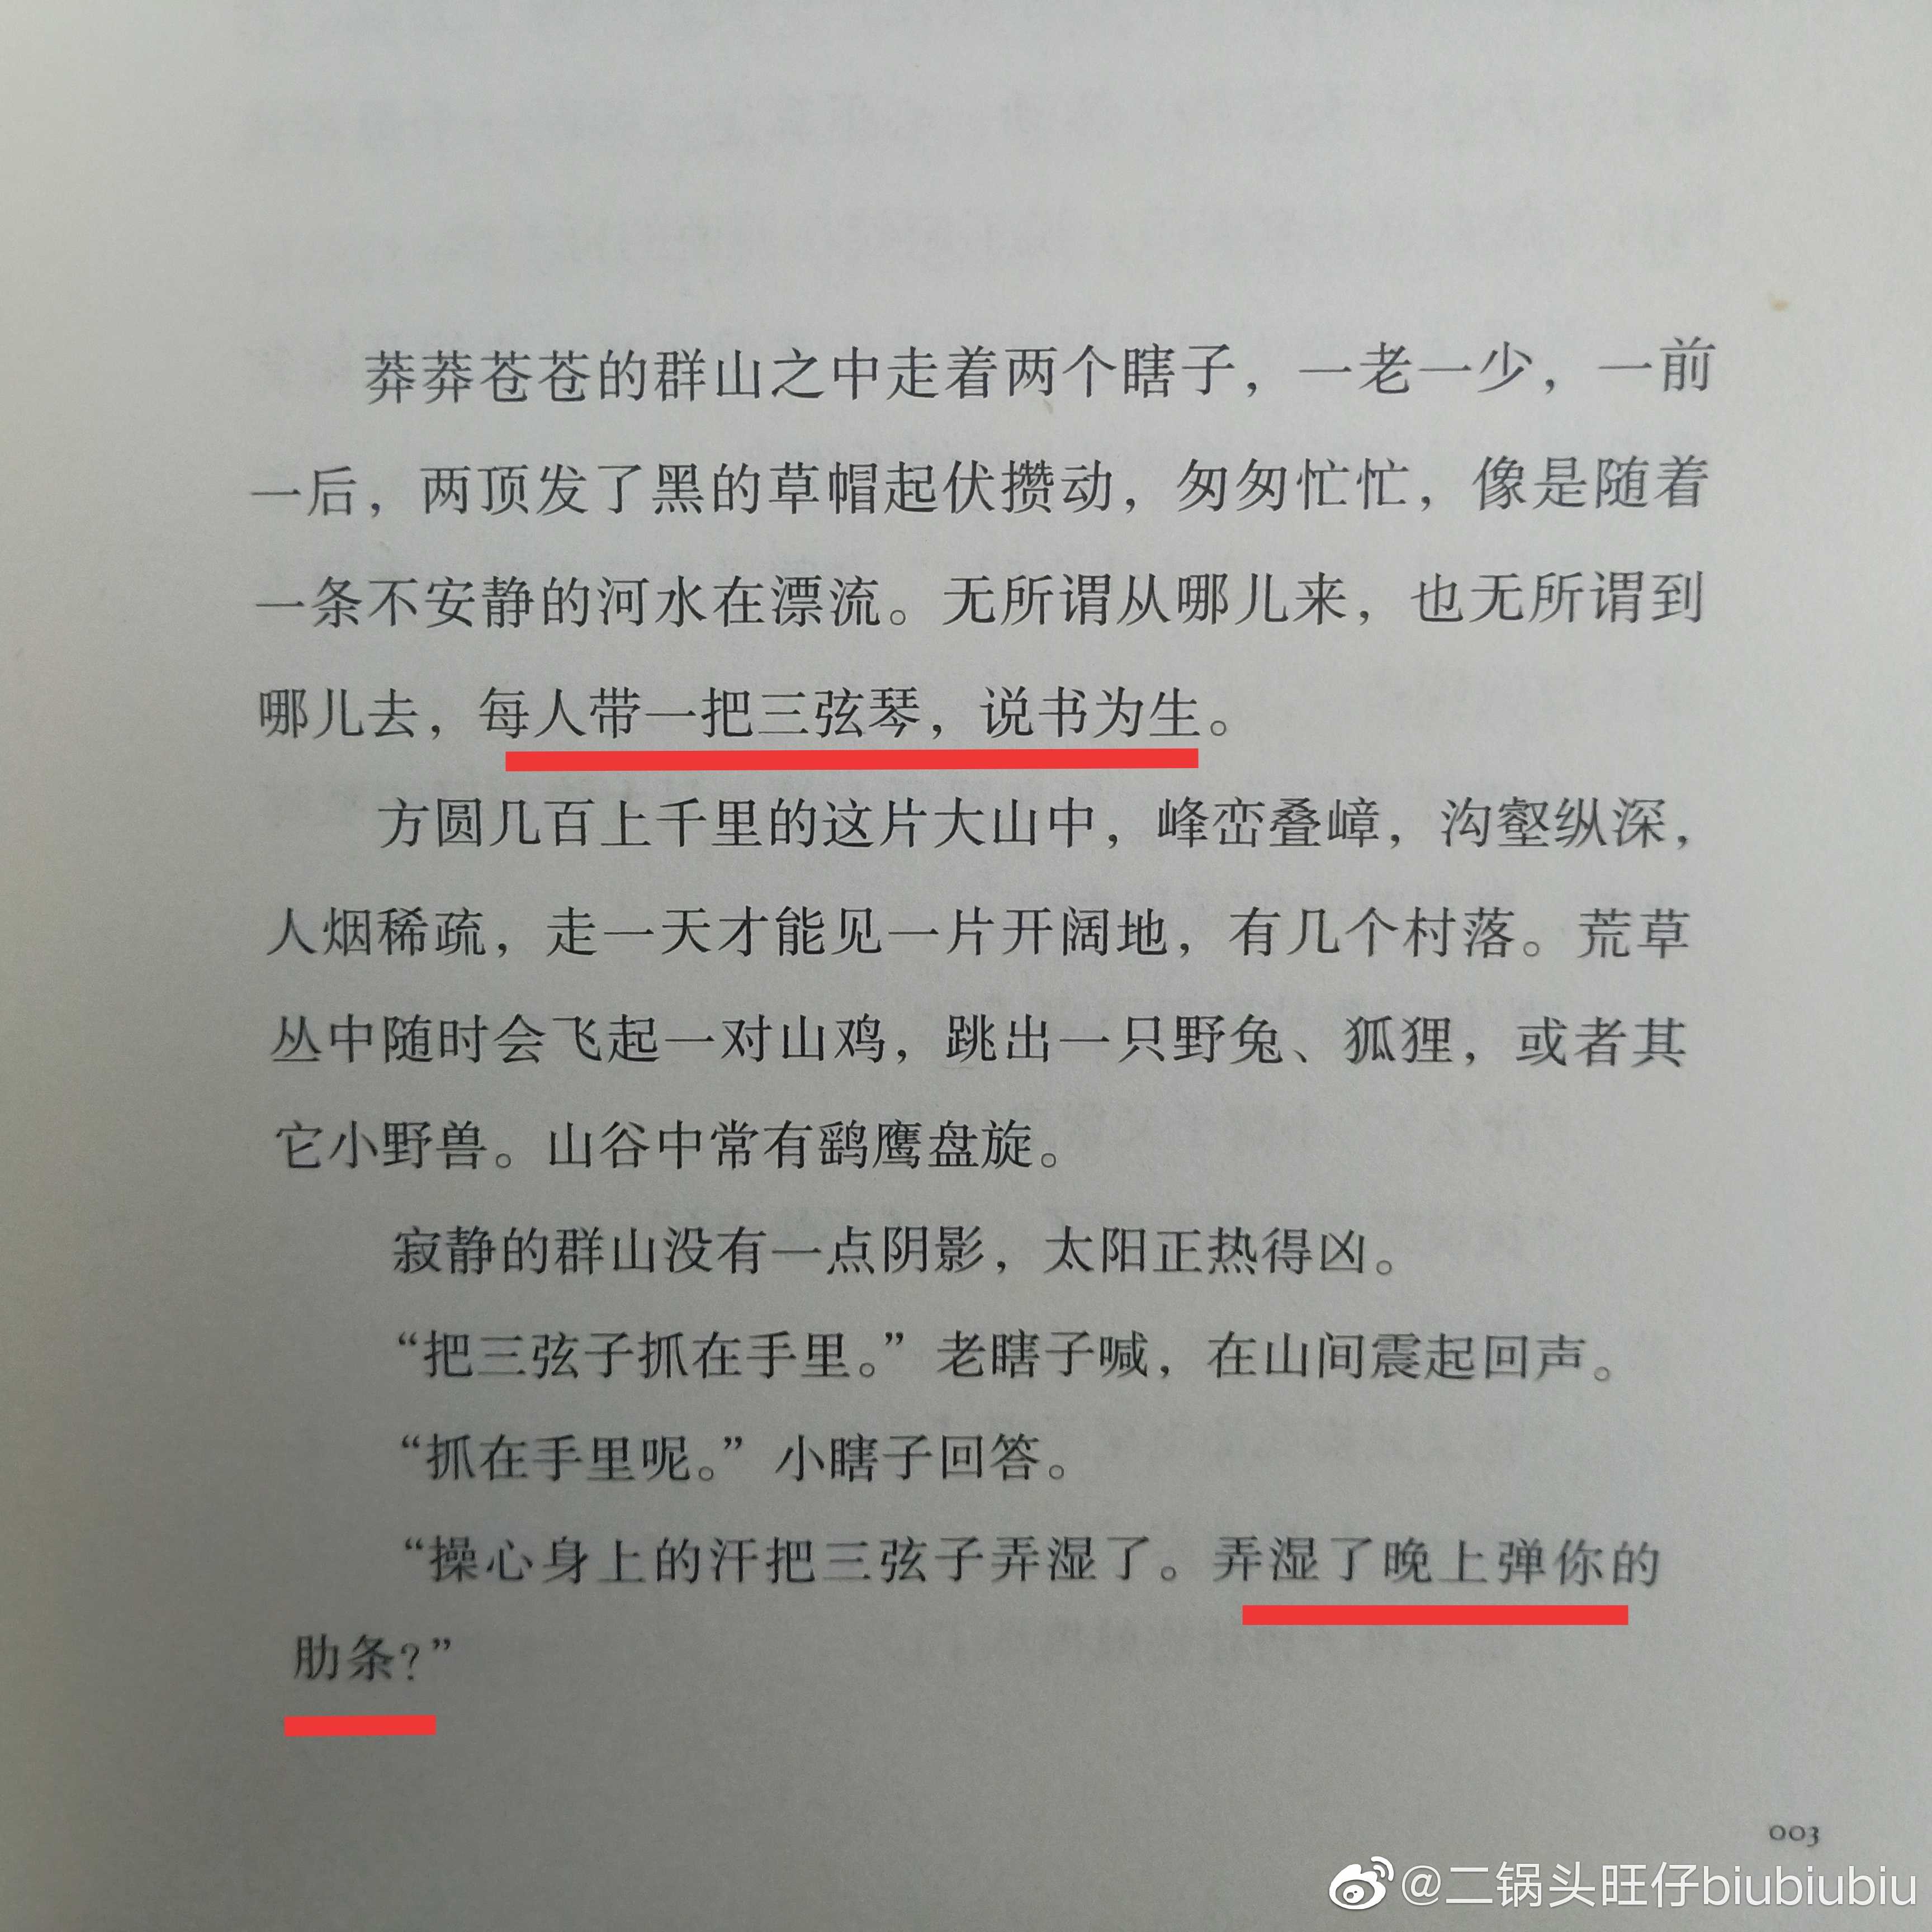 莽莽苍苍的群山之中走着两个瞎子，一老一少，一前
一后，两顶发了黑的草帽起伏攒动，匆匆忙忙，像是随着
一条不安静的河水在漂流。无所谓从哪儿来，也无所谓到
哪儿去，每人带一把三弦琴，说书为生。
方圆几百上千里的这片大山中，峰峦叠嶂，沟壑纵深，
人烟稀疏，走一天才能见一片开阔地，有几个村落。荒草
丛中随时会飞起一对山鸡，跳出一只野兔、狐狸，或者其
它小野兽。山谷中常有鹞鹰盘旋。
寂静的群山没有一点阴影，太阳正热得凶。
“把三弦子抓在手里。”老瞎子喊，在山间震起回声。
“抓在手里呢。”小瞎子回答。
“操心身上的汗把三弦子弄湿了。弄湿了晚上弹你的
肋条?”
003
@二锅头旺仔biubiubiu